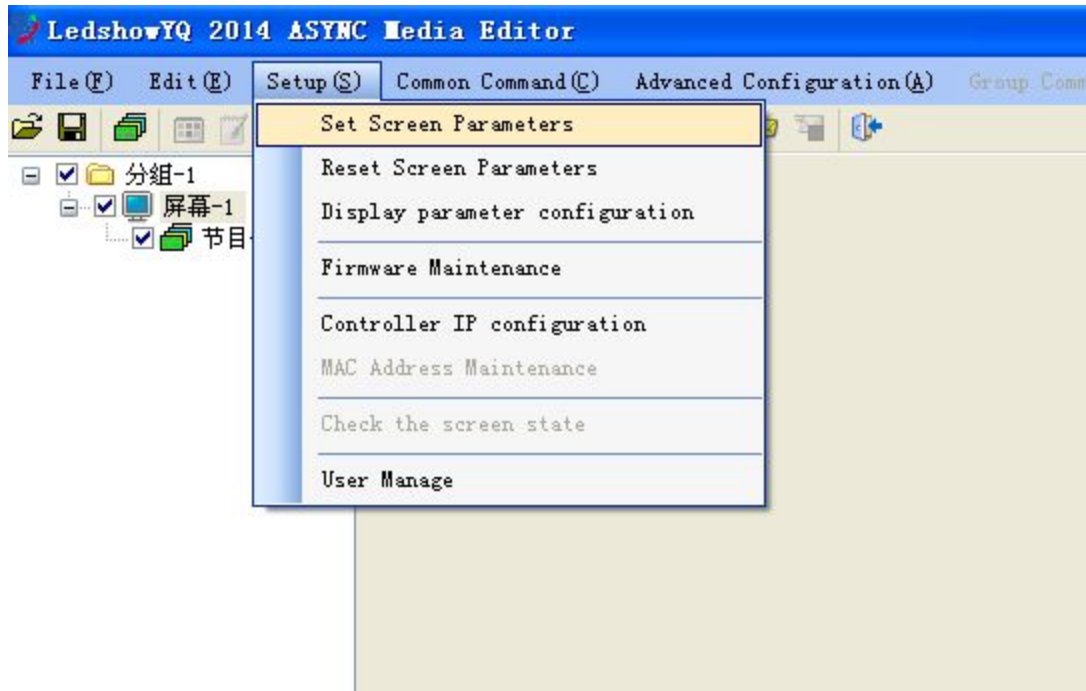 LedshowYQ 2014 ASYNC Media Editor
File(F) Edit(E) Setup(S) Common Command(C) Advanced Configuration(A) Group
Set Screen Parameters
分组-1
Reset Screen Parameters
屏幕-1
Display parameter configuration
节目
Firmware Maintenance
Controller IP configuration
MAC Address Maintenance
Check the screen state
User Manage